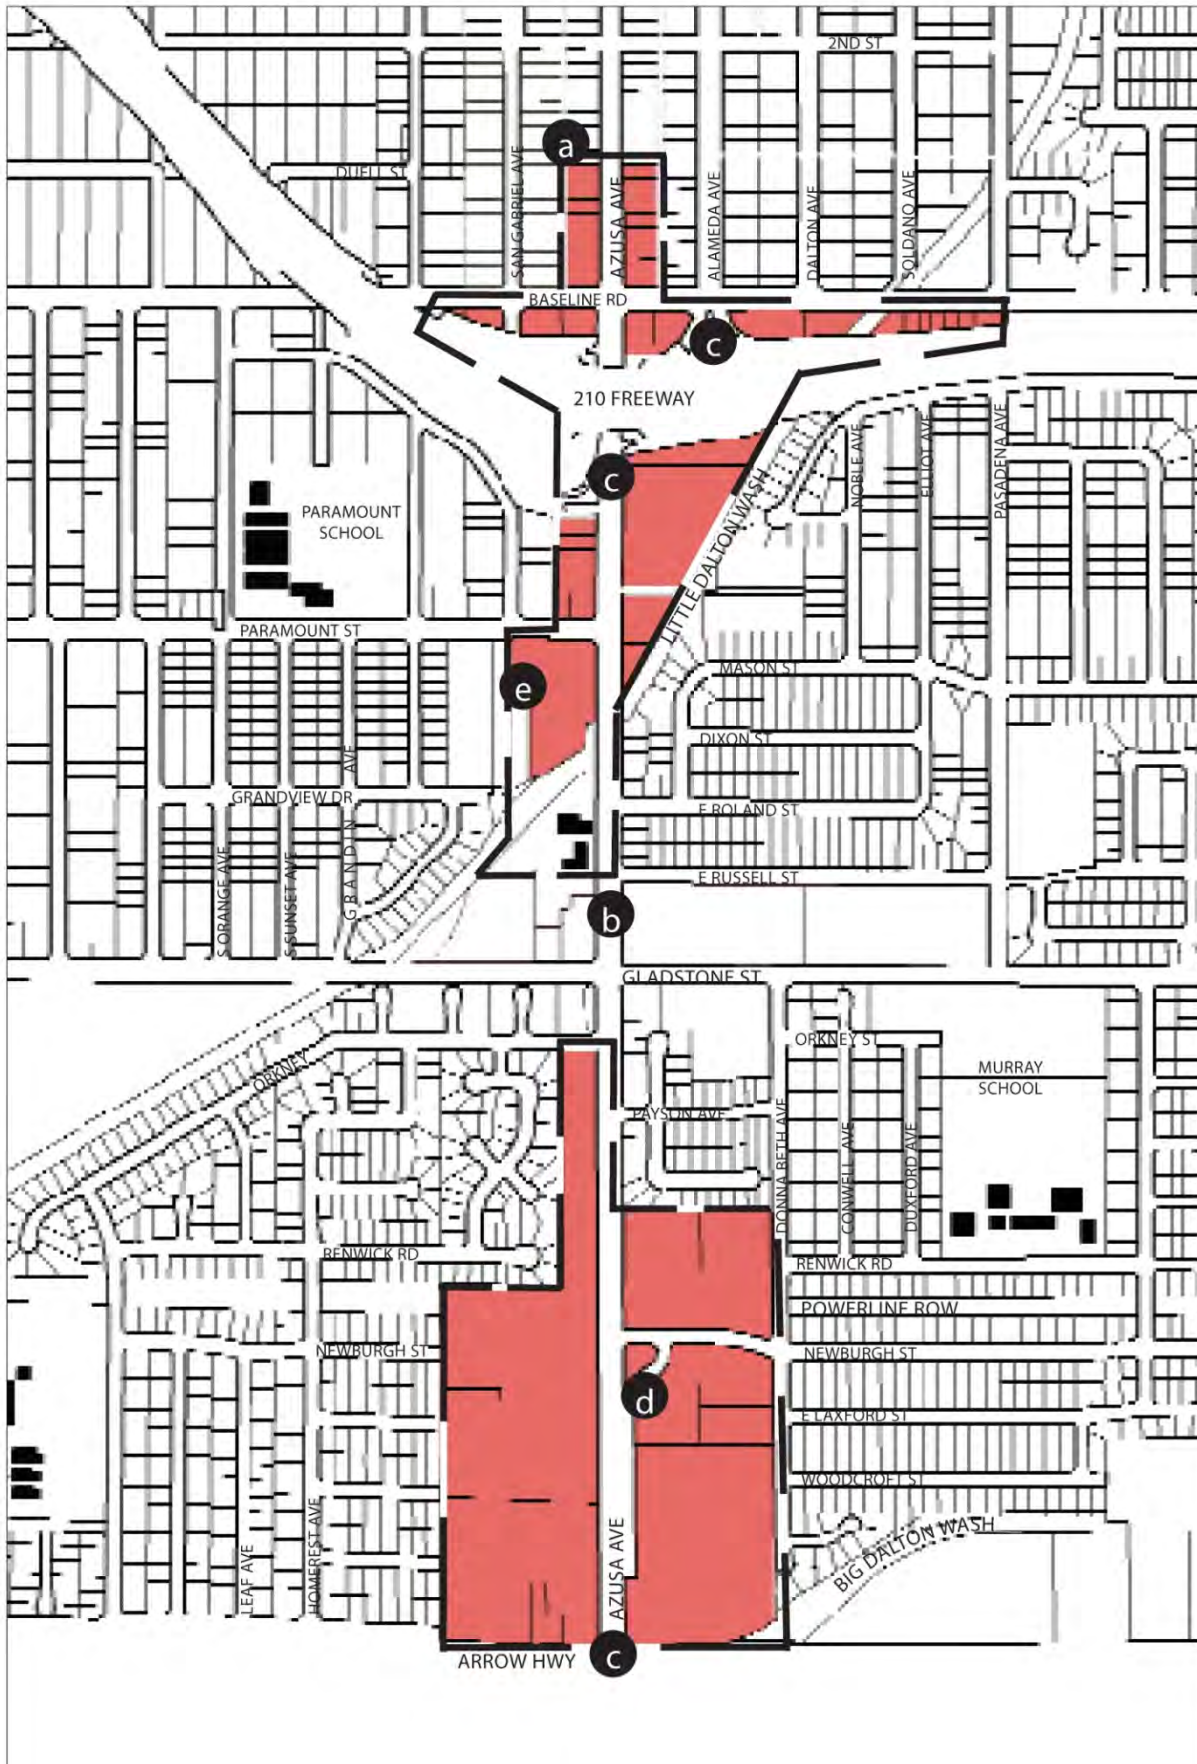 2ND ST
a
DUELL ST
SAN GABRIEL AVE
AZUSA AVE
ALAMEDA AVE
DALTON AVE
SOLDANO AVE
BASELINE RD
c
210 FREEWAY
c
PARAMOUNT
SCHOOL
LITTLE DALTON WASH
NOBLE AVE
ELLIOT AVE
PASADENA AVE
PARAMOUNT ST
e
MASON ST
DIXON ST
GRANDVIEW DR
GRANDIN AVE
E ROLAND ST
S ORANGE AVE
S SUNSET AVE
E RUSSELL ST
b
GLADSTONE ST
ORKNEY
ORKNEY ST
MURRAY
SCHOOL
PAYSON AVE
DONNA BETH AVE
CONWELL AVE
DUXFORD AVE
RENWICK RD
RENWICK RD
POWERLINE ROW
NEWBURGH ST
NEWBURGH ST
d
E LAXFORD ST
WOODCROFT ST
LEAF AVE
HOMEREST AVE
AZUSA AVE
BIG DALTON WASH
ARROW HWY
c